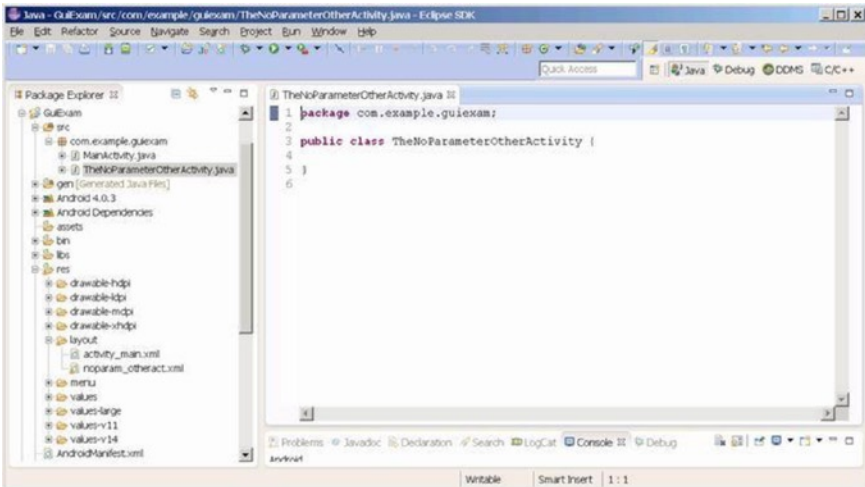 Java - GuiExam/src/com/example/guiexam/TheNoParameterOtherActivity.java - Eclipse SDK
File Edit Refactor Source Navigate Search Project Run Window Help
Quick Access
Java Debug DDMS C/C++
Package Explorer
GuiExam
src
com.example.guiexam
MainActivity.java
TheNoParameterOtherActivity.java
gen [Generated Java Files]
Android 4.0.3
Android Dependencies
assets
bin
libs
res
drawable-hdpi
drawable-ldpi
drawable-mdpi
drawable-xhdpi
layout
activity_main.xml
noparam_otheract.xml
menu
values
values-large
values-v11
values-v14
AndroidManifest.xml
TheNoParameterOtherActivity.java
1 package com.example.guiexam;
2
3 public class TheNoParameterOtherActivity {
4
5 }
6
Problems Javadoc Declaration Search LogCat Console Debug
Android
Writable Smart Insert 1 : 1